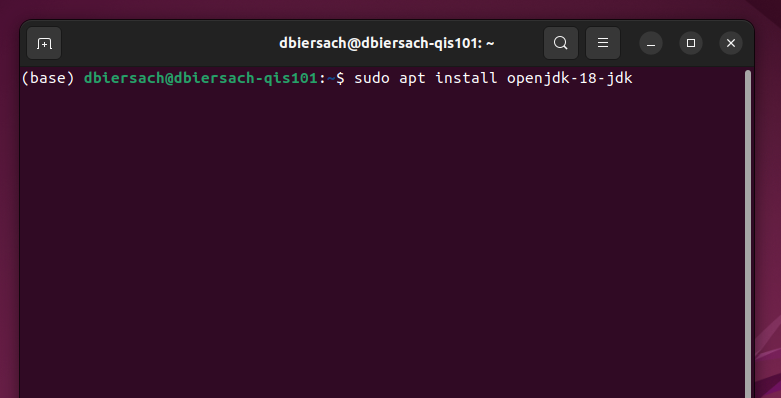 dbiersach@dbiersach-qis101: ~
(base) dbiersach@dbiersach-qis101:~$ sudo apt install openjdk-18-jdk